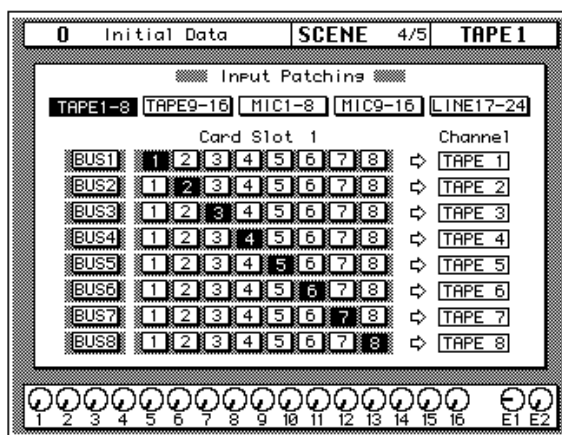 0 Initial Data SCENE 4/5 TAPE1
Input Patching
TAPE1-8 TAPE9-16 MIC1-8 MIC9-16 LINE17-24
Card Slot 1 Channel
BUS1 1 2 3 4 5 6 7 8 ⇨ TAPE 1
BUS2 1 2 3 4 5 6 7 8 ⇨ TAPE 2
BUS3 1 2 3 4 5 6 7 8 ⇨ TAPE 3
BUS4 1 2 3 4 5 6 7 8 ⇨ TAPE 4
BUS5 1 2 3 4 5 6 7 8 ⇨ TAPE 5
BUS6 1 2 3 4 5 6 7 8 ⇨ TAPE 6
BUS7 1 2 3 4 5 6 7 8 ⇨ TAPE 7
BUS8 1 2 3 4 5 6 7 8 ⇨ TAPE 8
1 2 3 4 5 6 7 8 9 10 11 12 13 14 15 16 E1 E2